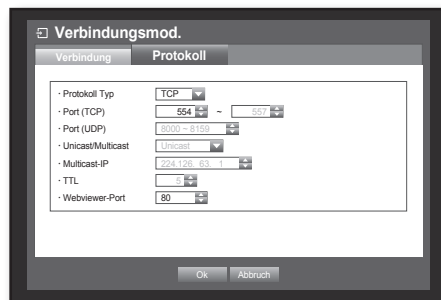 Verbindungsmod.
Verbindung Protokoll
· Protokoll Typ TCP
· Port (TCP) 554 ~ 557
· Port (UDP) 8000 ~ 8159
· Unicast/Multicast Unicast
· Multicast-IP 224.126. 63. 1
· TTL 5
· Webviewer-Port 80
Ok Abbruch